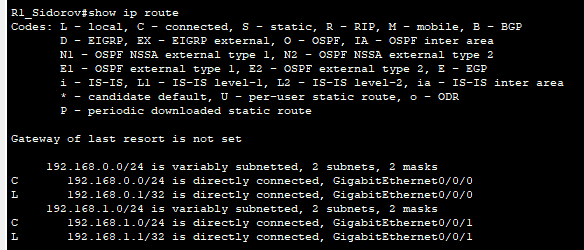 R1_Sidorov#show ip route
Codes: L - local, C - connected, S - static, R - RIP, M - mobile, B - BGP
       D - EIGRP, EX - EIGRP external, O - OSPF, IA - OSPF inter area
       N1 - OSPF NSSA external type 1, N2 - OSPF NSSA external type 2
       E1 - OSPF external type 1, E2 - OSPF external type 2, E - EGP
       i - IS-IS, L1 - IS-IS level-1, L2 - IS-IS level-2, ia - IS-IS inter area
       * - candidate default, U - per-user static route, o - ODR
       P - periodic downloaded static route

Gateway of last resort is not set

     192.168.0.0/24 is variably subnetted, 2 subnets, 2 masks
C       192.168.0.0/24 is directly connected, GigabitEthernet0/0/0
L       192.168.0.1/32 is directly connected, GigabitEthernet0/0/0
     192.168.1.0/24 is variably subnetted, 2 subnets, 2 masks
C       192.168.1.0/24 is directly connected, GigabitEthernet0/0/1
L       192.168.1.1/32 is directly connected, GigabitEthernet0/0/1